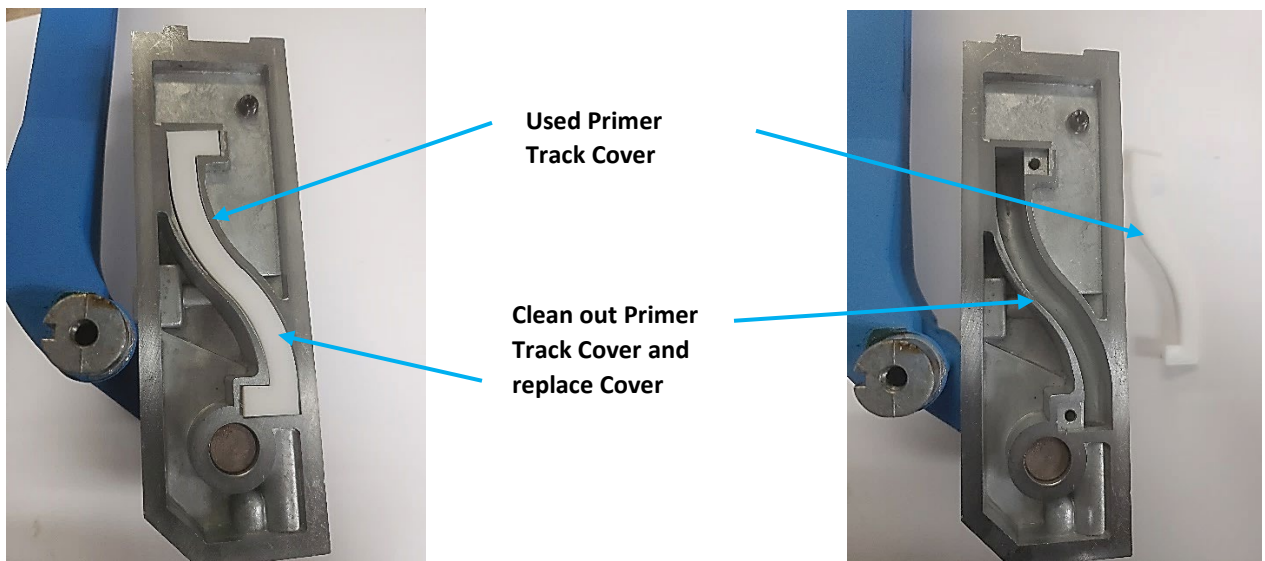 Used Primer
Track Cover
Clean out Primer
Track Cover and
replace Cover